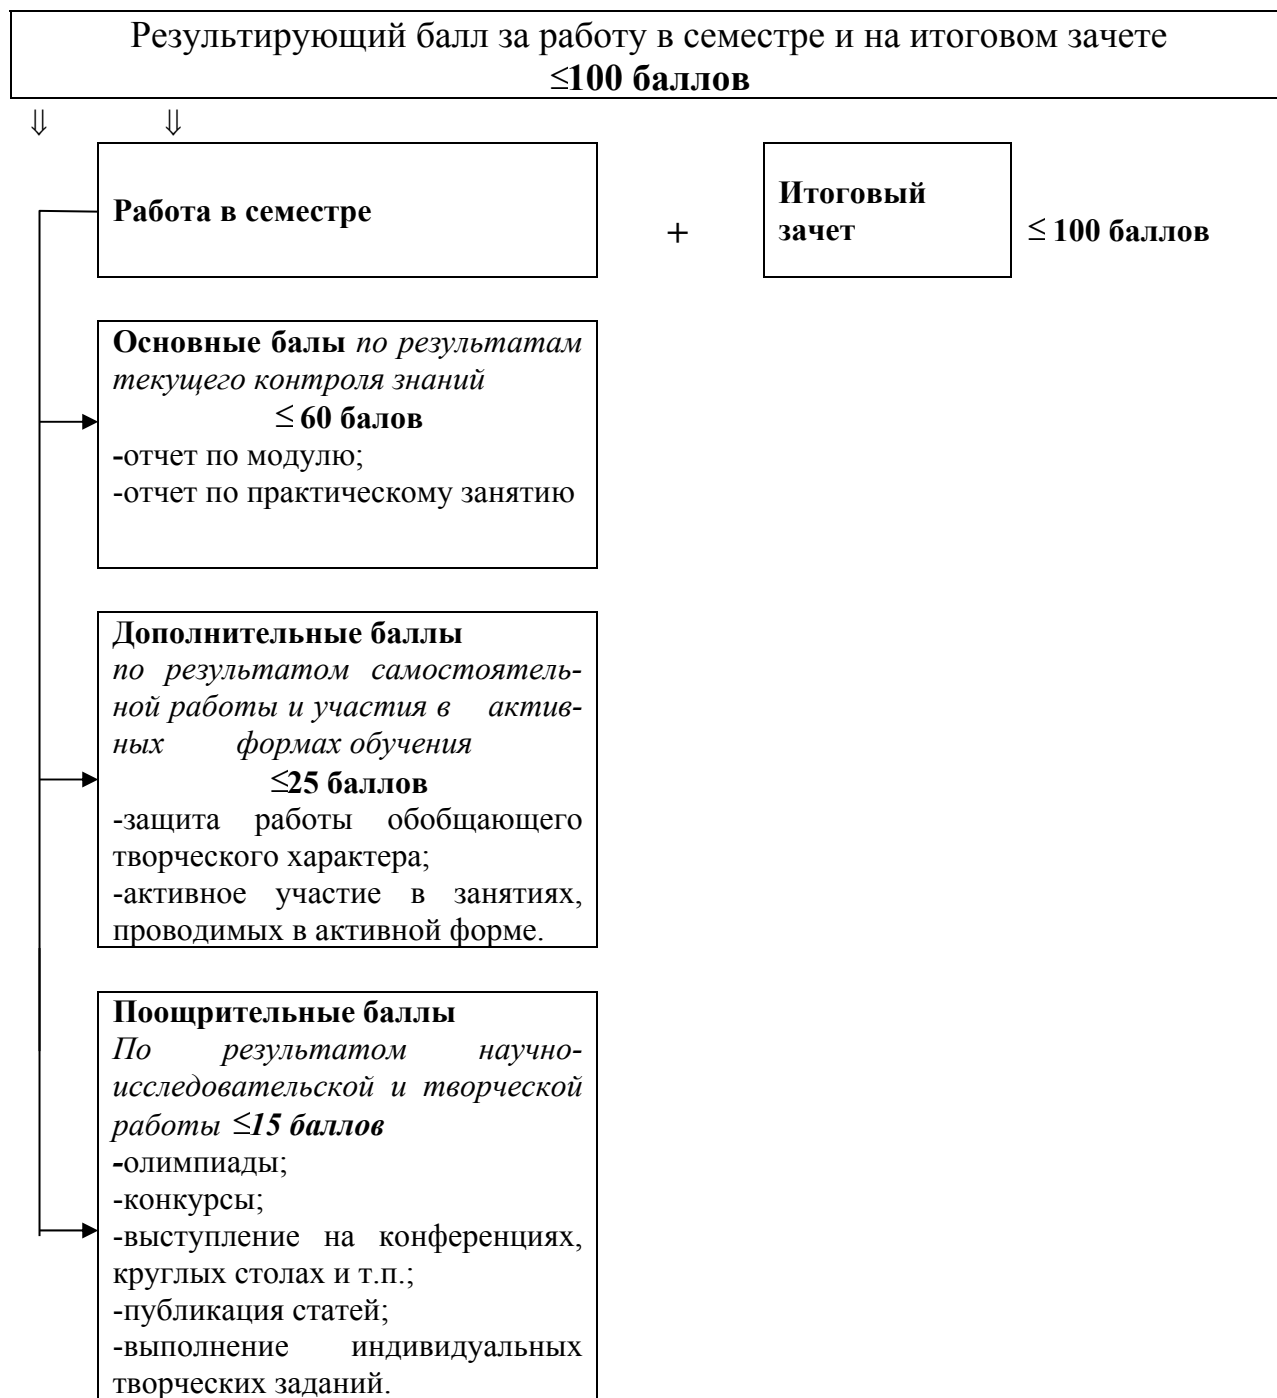 Результирующий балл за работу в семестре и на итоговом зачете
≤100 баллов
⇓ ⇓
Работа в семестре
+
Итоговый
зачет
≤ 100 баллов
Основные балы по результатам
текущего контроля знаний
≤ 60 балов
-отчет по модулю;
-отчет по практическому занятию
Дополнительные баллы
по результатом самостоятель-
ной работы и участия в актив-
ных формах обучения
≤25 баллов
-защита работы обобщающего
творческого характера;
-активное участие в занятиях,
проводимых в активной форме.
Поощрительные баллы
По результатом научно-
исследовательской и творческой
работы ≤15 баллов
-олимпиады;
-конкурсы;
-выступление на конференциях,
круглых столах и т.п.;
-публикация статей;
-выполнение индивидуальных
творческих заданий.